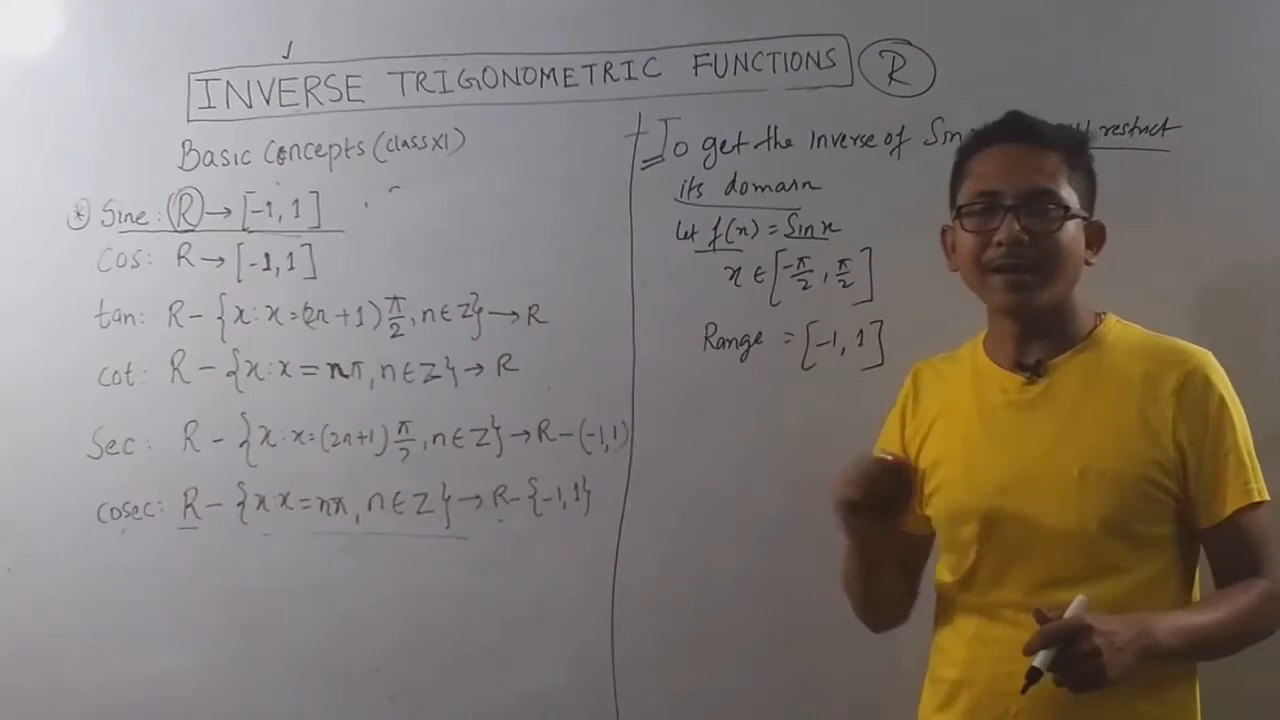 INVERSE TRIGONOMETRIC FUNCTIONS R
Basic Concepts (class XI)
* Sine: R → [-1, 1]
Cos: R → [-1, 1]
tan: R - {x: x = (2n+1) π/2, n ∈ Z} → R
cot: R - {x: x = nπ, n ∈ Z} → R
Sec: R - {x: x = (2n+1) π/2, n ∈ Z} → R - (-1, 1)
cosec: R - {x: x = nπ, n ∈ Z} → R - {-1, 1}
To get the inverse of restrict
its domain
let f(x) = Sin x
x ∈ [-π/2, π/2]
Range = [-1, 1]